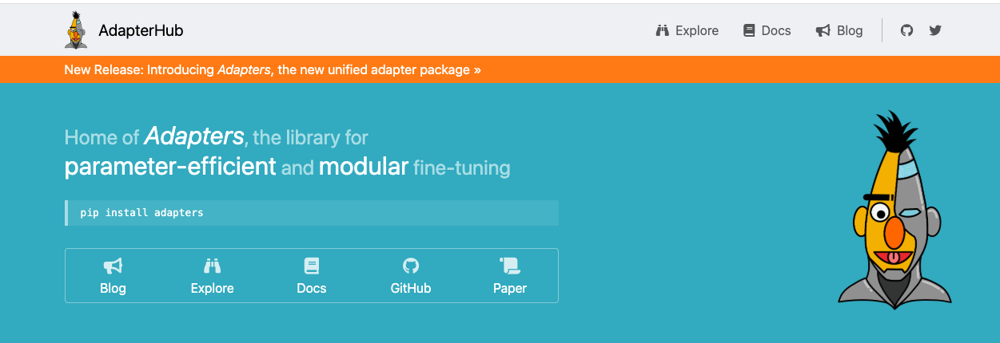 AdapterHub
Explore
Docs
Blog
New Release: Introducing Adapters, the new unified adapter package »
Home of Adapters, the library for
parameter-efficient and modular fine-tuning
pip install adapters
Blog
Explore
Docs
GitHub
Paper